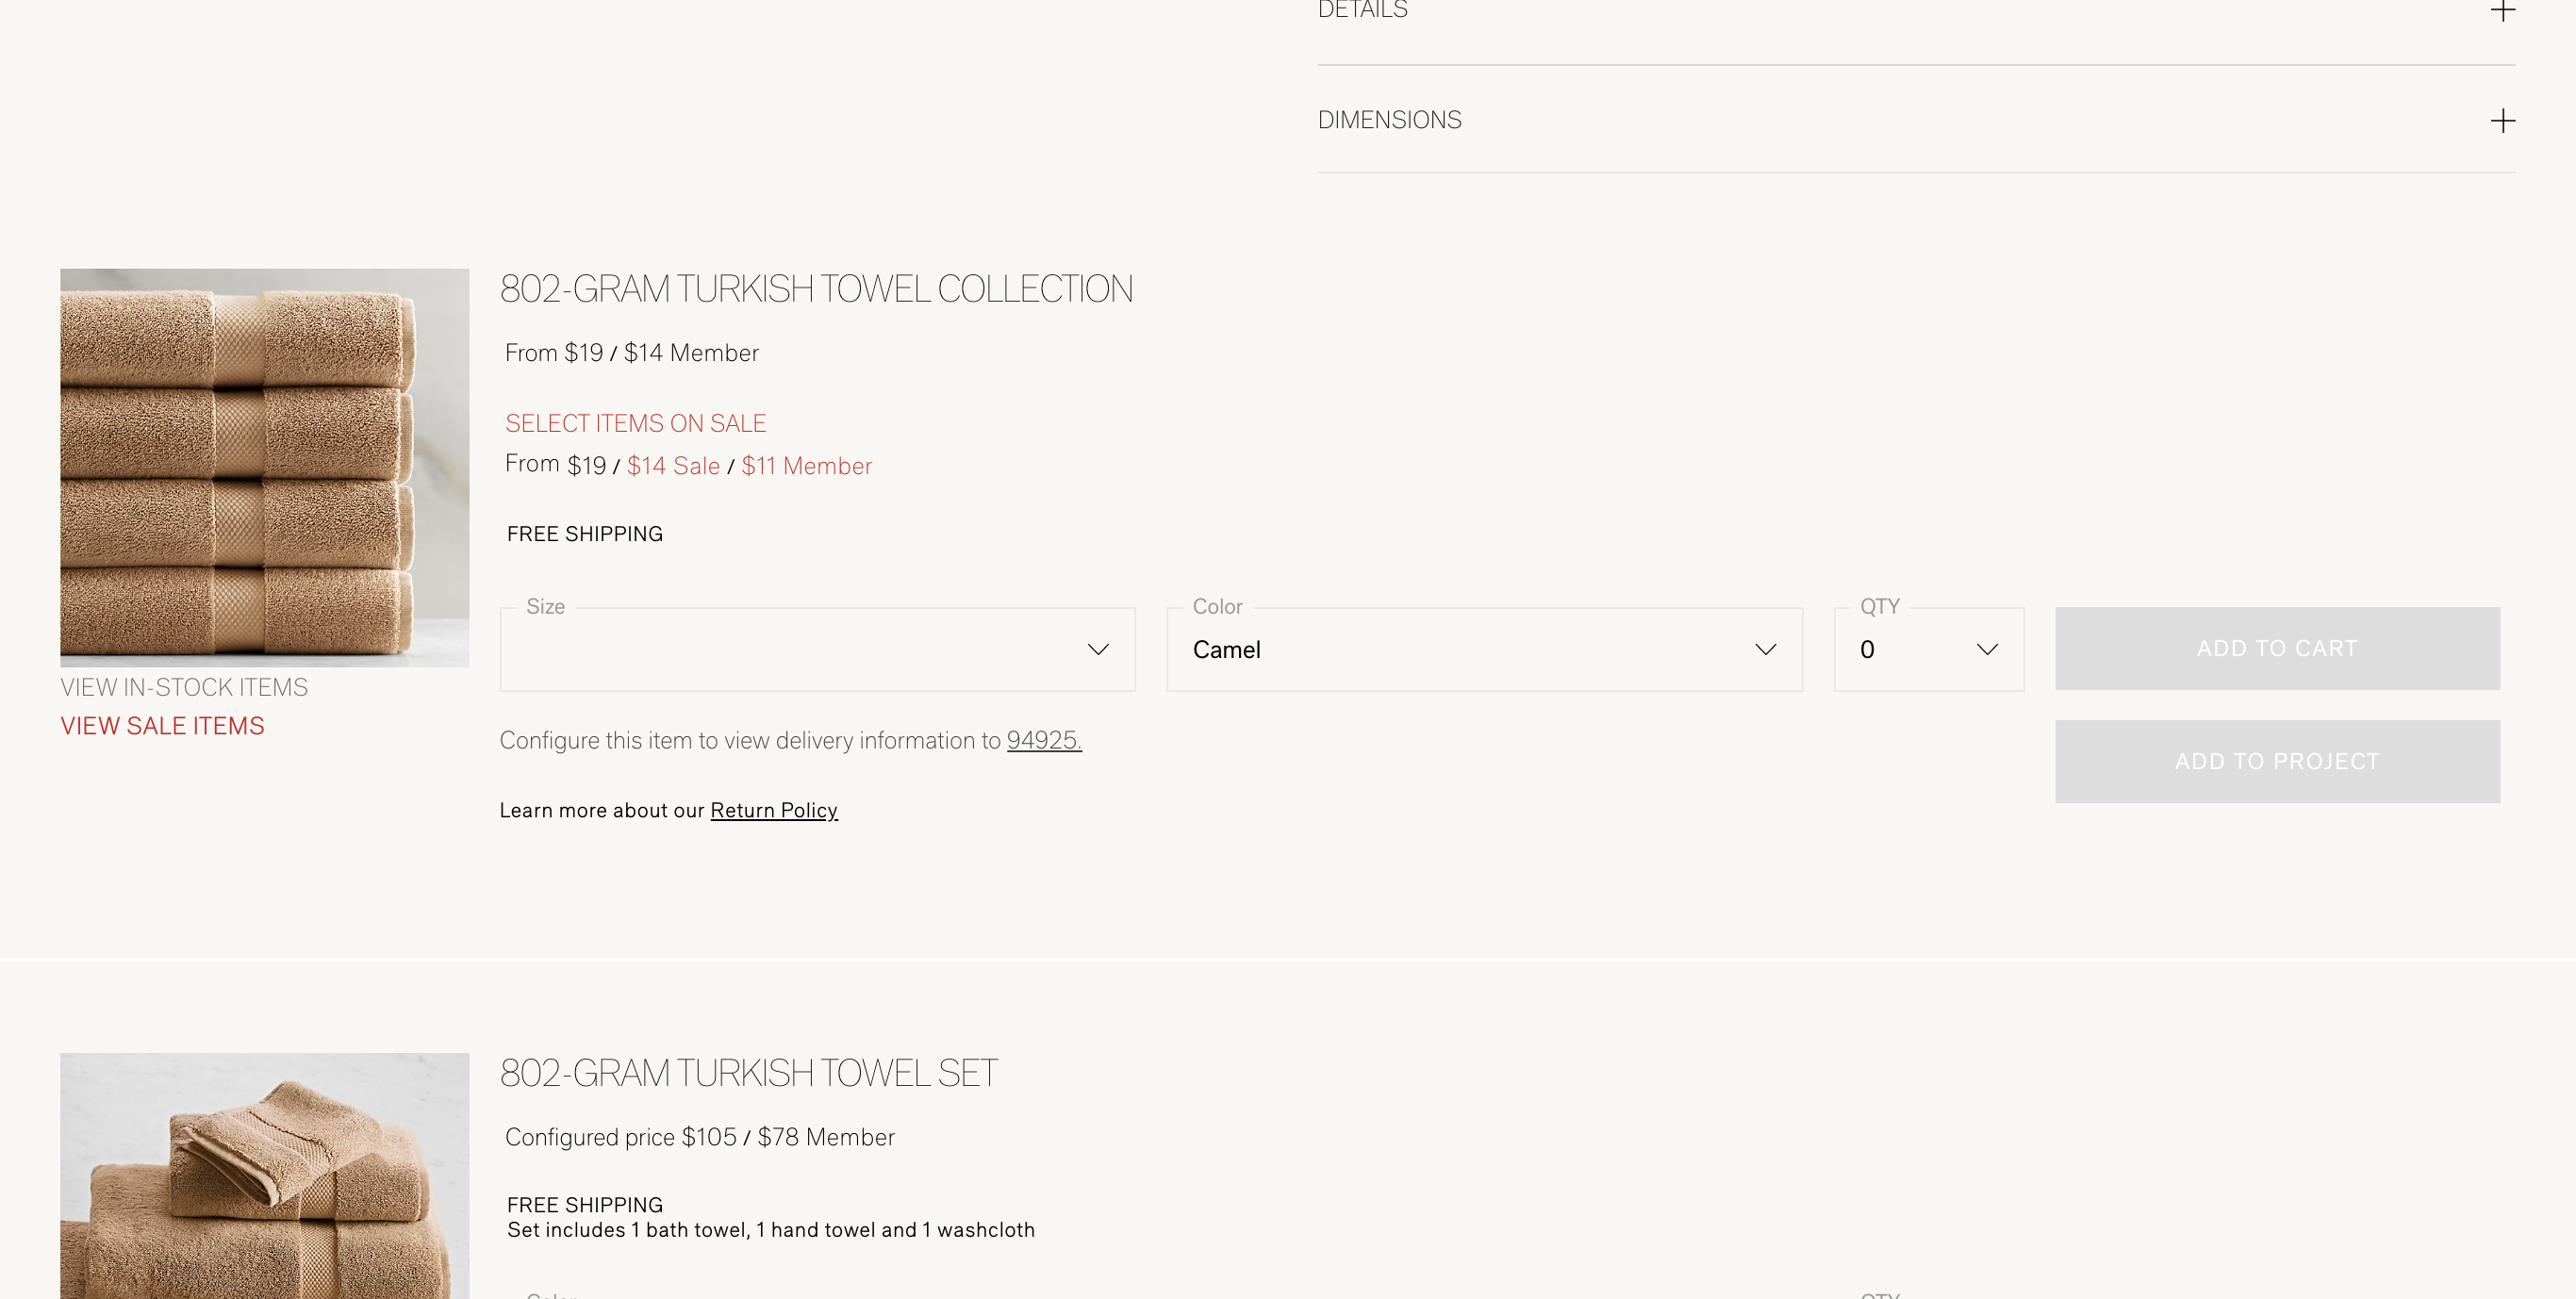 DETAILS
DIMENSIONS
802-GRAM TURKISH TOWEL COLLECTION
From $19 / $14 Member
SELECT ITEMS ON SALE
From $19 / $14 Sale / $11 Member
FREE SHIPPING
Size
Color
QTY
Camel
0
ADD TO CART
VIEW IN-STOCK ITEMS
VIEW SALE ITEMS
Configure this item to view delivery information to 94925.
ADD TO PROJECT
Learn more about our Return Policy
802-GRAM TURKISH TOWEL SET
Configured price $105 / $78 Member
FREE SHIPPING
Set includes 1 bath towel, 1 hand towel and 1 washcloth
Color
QTY